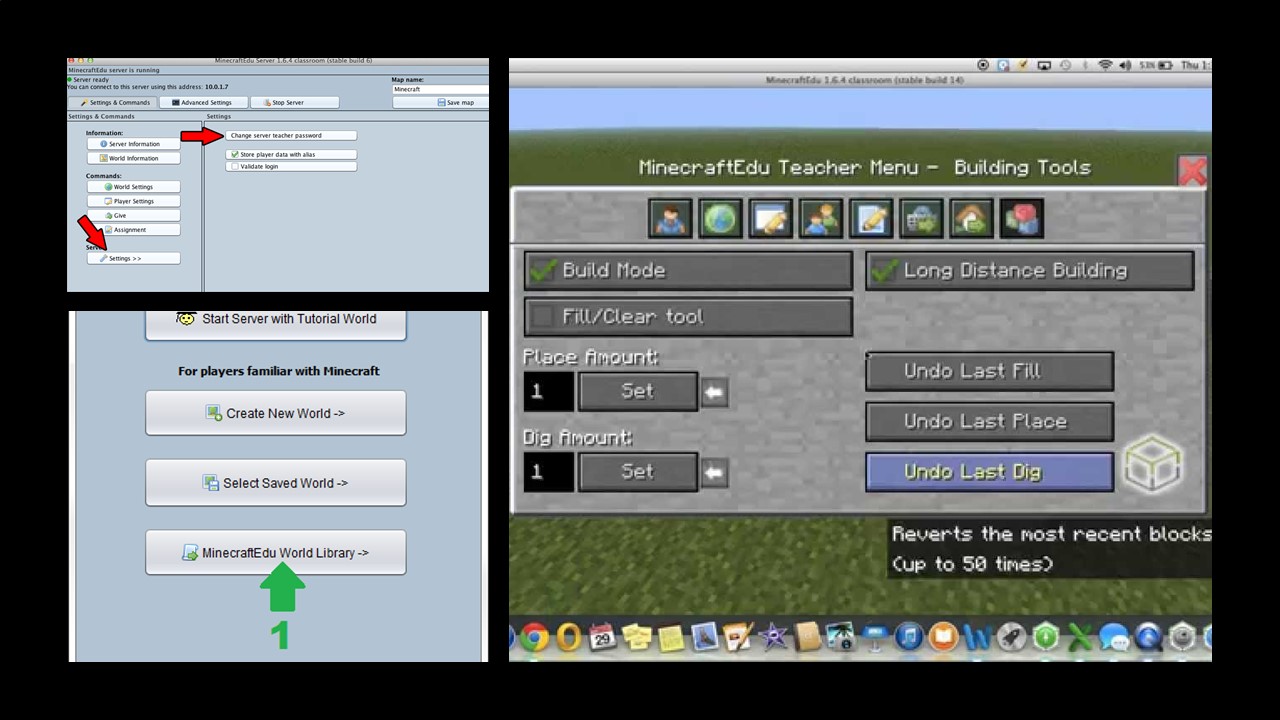 MinecraftEdu Server 1.6.4 classroom (stable build 6)
MinecraftEdu server is running
Server ready
You can connect to this server using this address: 10.0.1.7
Map name:
Minecraft
Settings & Commands
Advanced Settings
Stop Server
Save map
Settings & Commands
Settings
Information:
Server Information
World Information
Commands:
World Settings
Player Settings
Give
Assignment
Settings >>
Change server teacher password
Store player data with alias
Validate login
Start Server with Tutorial World
For players familiar with Minecraft
Create New World ->
Select Saved World ->
MinecraftEdu World Library ->
1
Thu 1:
MinecraftEdu 1.6.4 classroom (stable build 14)
MinecraftEdu Teacher Menu - Building Tools
Build Mode
Long Distance Building
Fill/Clear tool
Place Amount:
1 Set
Dig Amount:
1 Set
Undo Last Fill
Undo Last Place
Undo Last Dig
Reverts the most recent blocks
(up to 50 times)
29